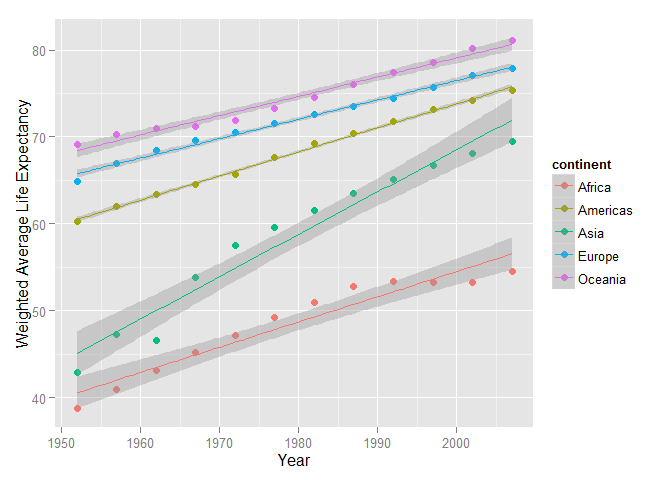 Weighted Average Life Expectancy
80
70
60
50
40
1950
1960
1970
1980
1990
2000
Year
continent
Africa
Americas
Asia
Europe
Oceania